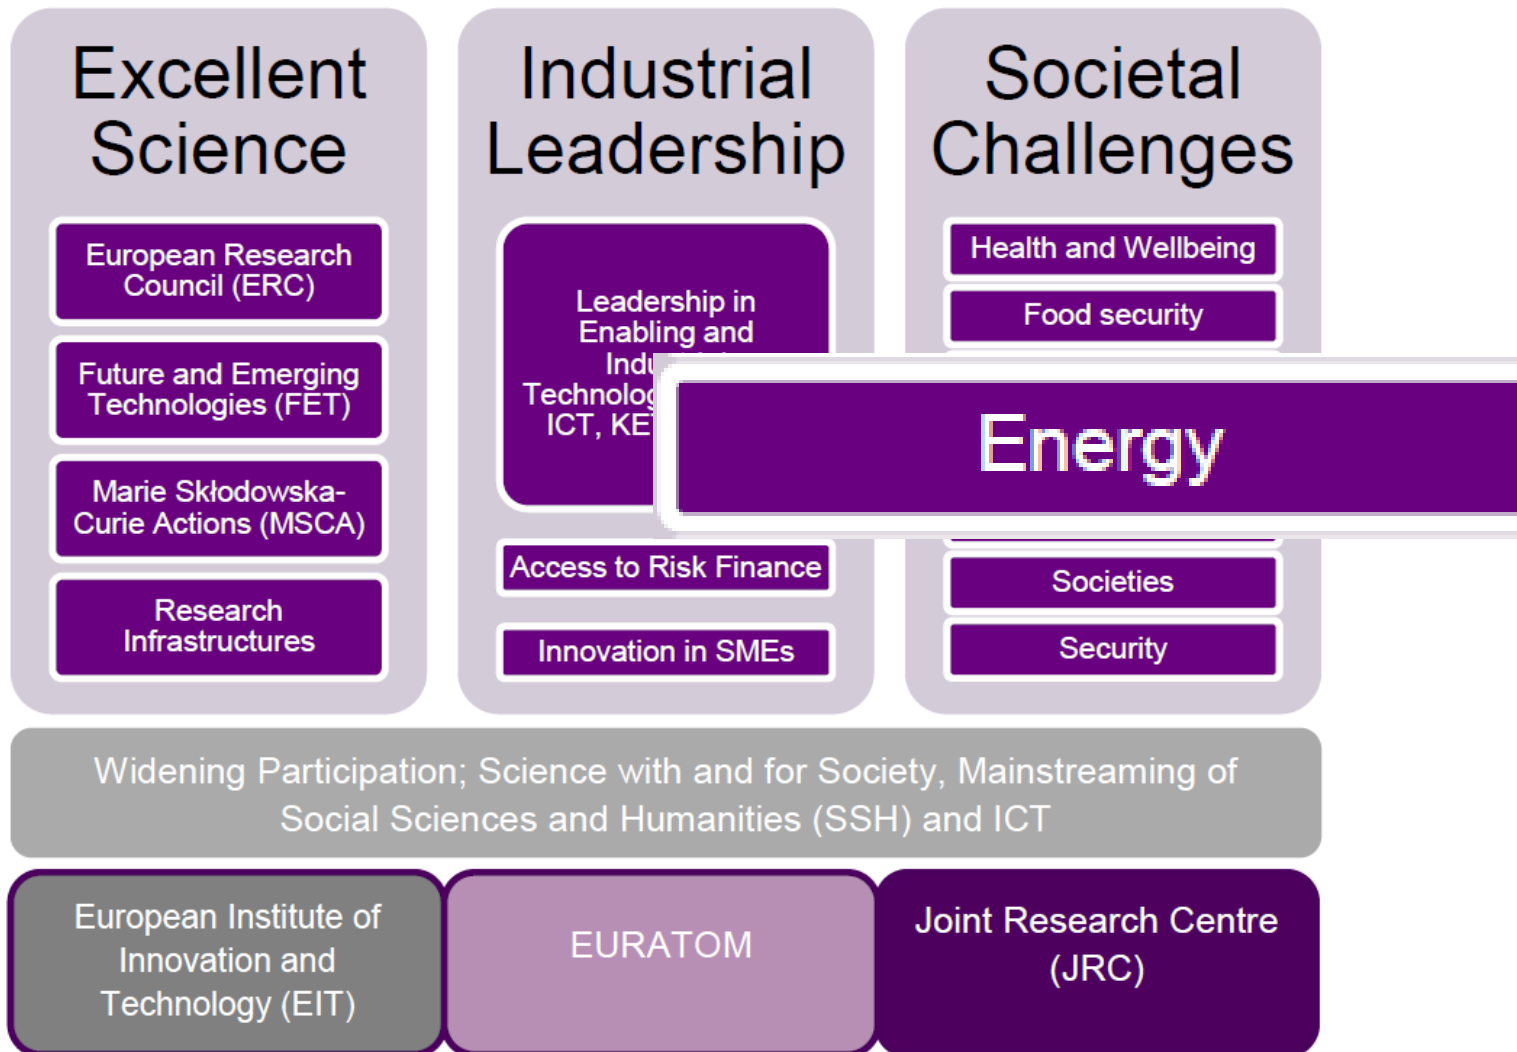 Excellent
Science
European Research
Council (ERC)
Future and Emerging
Technologies (FET)
Marie Skłodowska-
Curie Actions (MSCA)
Research
Infrastructures
Industrial
Leadership
Leadership in
Enabling and
ICT,
Access to Risk Finance
Innovation in SMEs
Societal
Challenges
Health and Wellbeing
Food security
Energy
Societies
Security
Widening Participation; Science with and for Society, Mainstreaming of
Social Sciences and Humanities (SSH) and ICT
European Institute of
Innovation and
Technology (EIT)
EURATOM
Joint Research Centre
(JRC)